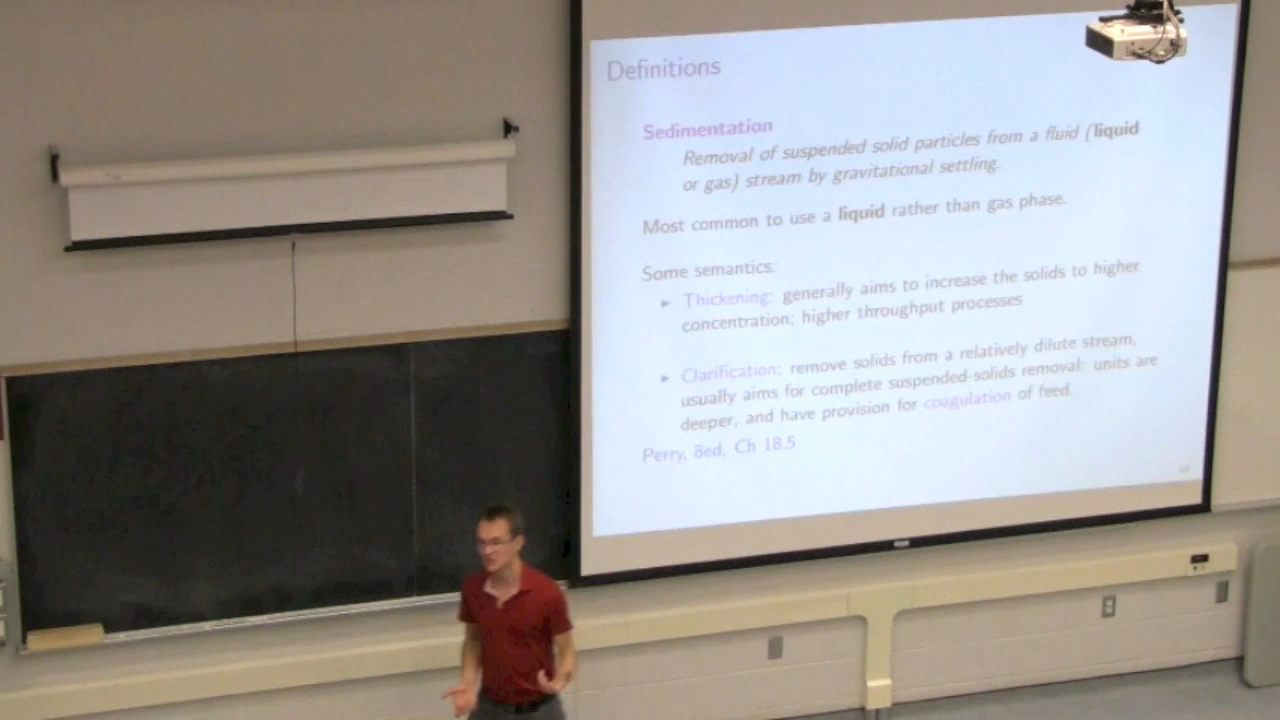 Definitions
Sedimentation
Removal of suspended solid particles from a fluid (liquid
or gas) stream by gravitational settling.
Most common to use a liquid rather than gas phase.
Some semantics:
► Thickening: generally aims to increase the solids to higher
concentration; higher throughput processes
► Clarification: remove solids from a relatively dilute stream,
usually aims for complete suspended-solids removal: units are
deeper, and have provision for coagulation of feed.
Perry, 8ed, Ch 18.5